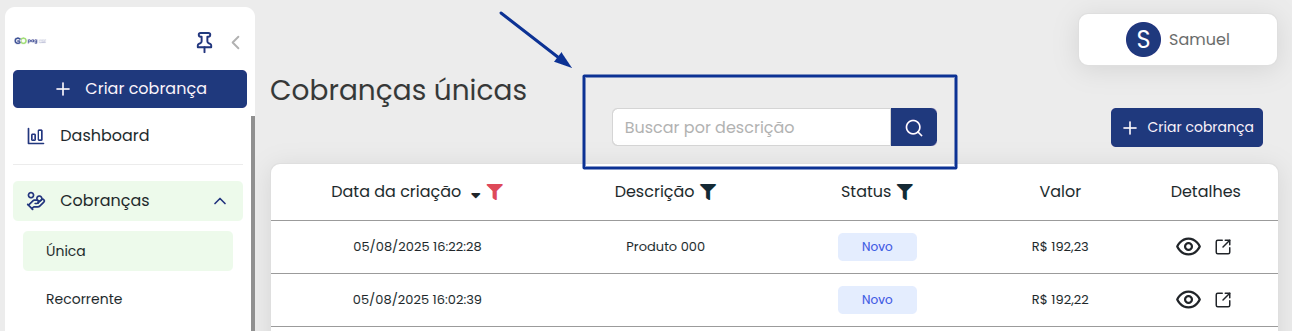 GO pag
Samuel
S
Criar cobrança
Dashboard
Cobranças
Única
Recorrente
Cobranças únicas
Buscar por descrição
Criar cobrança
Data da criação Descrição Status Valor Detalhes
05/08/2025 16:22:28 Produto 000 Novo R$ 192,23
05/08/2025 16:02:39 Novo R$ 192,22